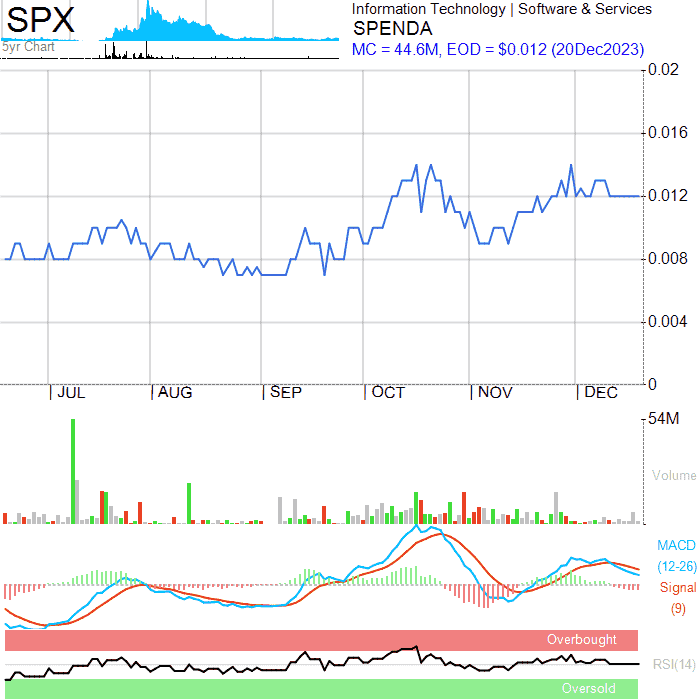 SPX
5yr Chart
Information Technology | Software & Services
SPENDA
MC = 44.6M, EOD = $0.012 (20Dec2023)
0.02
0.016
0.012
0.008
0.004
0
| JUL | AUG | SEP | OCT | NOV | DEC
54M
Volume
MACD
(12-26)
Signal
(9)
Overbought
RSI(14)
Oversold